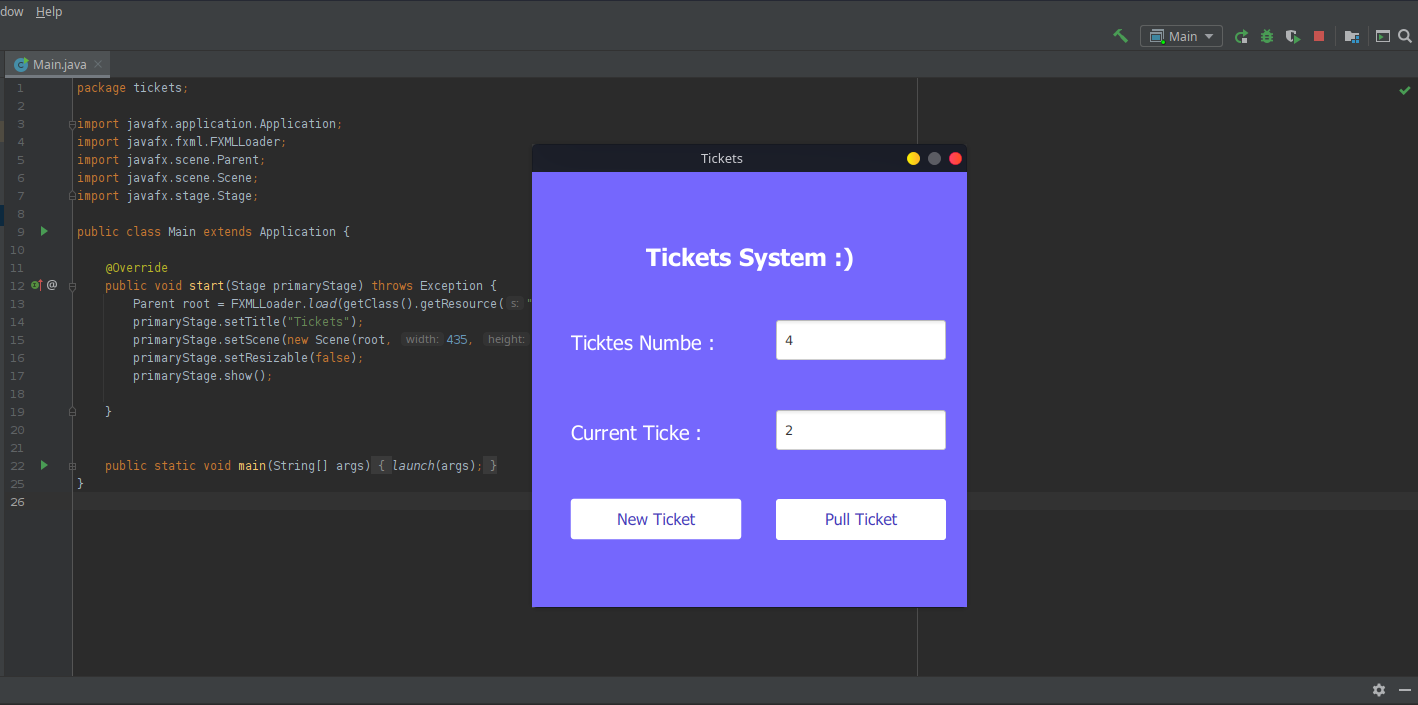 dow Help
Main
Main.java
1 package tickets;
2
3 import javafx.application.Application;
4 import javafx.fxml.FXMLLoader;
5 import javafx.scene.Parent;
6 import javafx.scene.Scene;
7 import javafx.stage.Stage;
8
9 public class Main extends Application {
10
11 @Override
12 @ public void start(Stage primaryStage) throws Exception {
13 Parent root = FXMLLoader.load(getClass().getResource( s: "
14 primaryStage.setTitle("Tickets");
15 primaryStage.setScene(new Scene(root, width: 435, height:
16 primaryStage.setResizable(false);
17 primaryStage.show();
18
19 }
20
21
22 public static void main(String[] args) { launch(args); }
25 }
26
Tickets
Tickets System :)
Ticktes Numbe : 4
Current Ticke : 2
New Ticket Pull Ticket